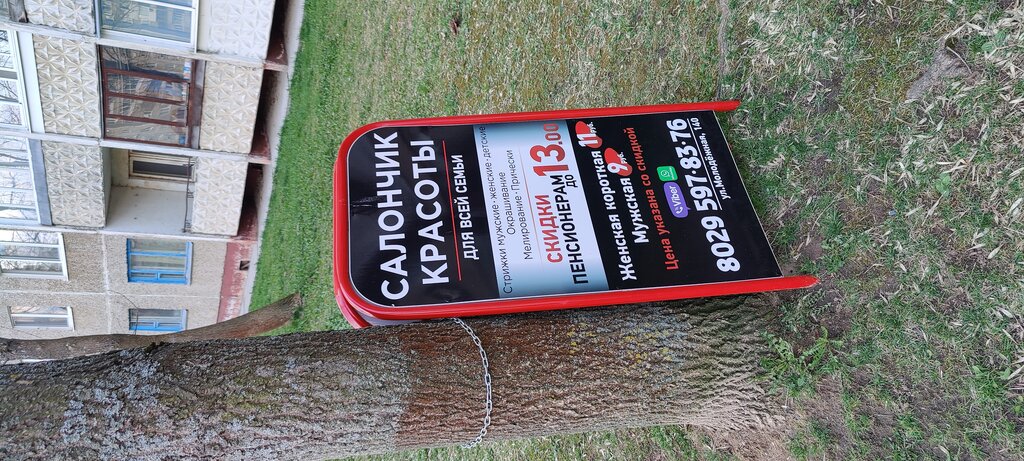 САЛОНЧИК
КРАСОТЫ
ДЛЯ ВСЕЙ СЕМЬИ
Стрижки мужские·женские·детские
Окрашивание
Мелирование·Прически
СКИДКИ
ПЕНСИОНЕРАМ ДО 13.00
Женская короткая 11 руб.
Мужская 9 руб.
Цена указана со скидкой
Viber
8029 597·83·76
ул.Молодёжная, 140